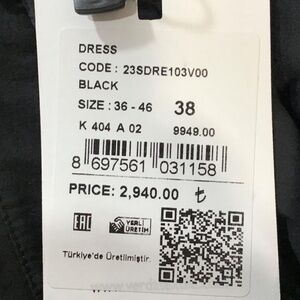 DRESS
CODE : 23SDRE103V00
BLACK
SIZE : 36 - 46 38
K 404 A 02 9949.00
8 697561 031158
PRICE: 2,940.00 ₺
EAC YERLİ
ÜRETİM
Türkiye'de Üretilmiştir.